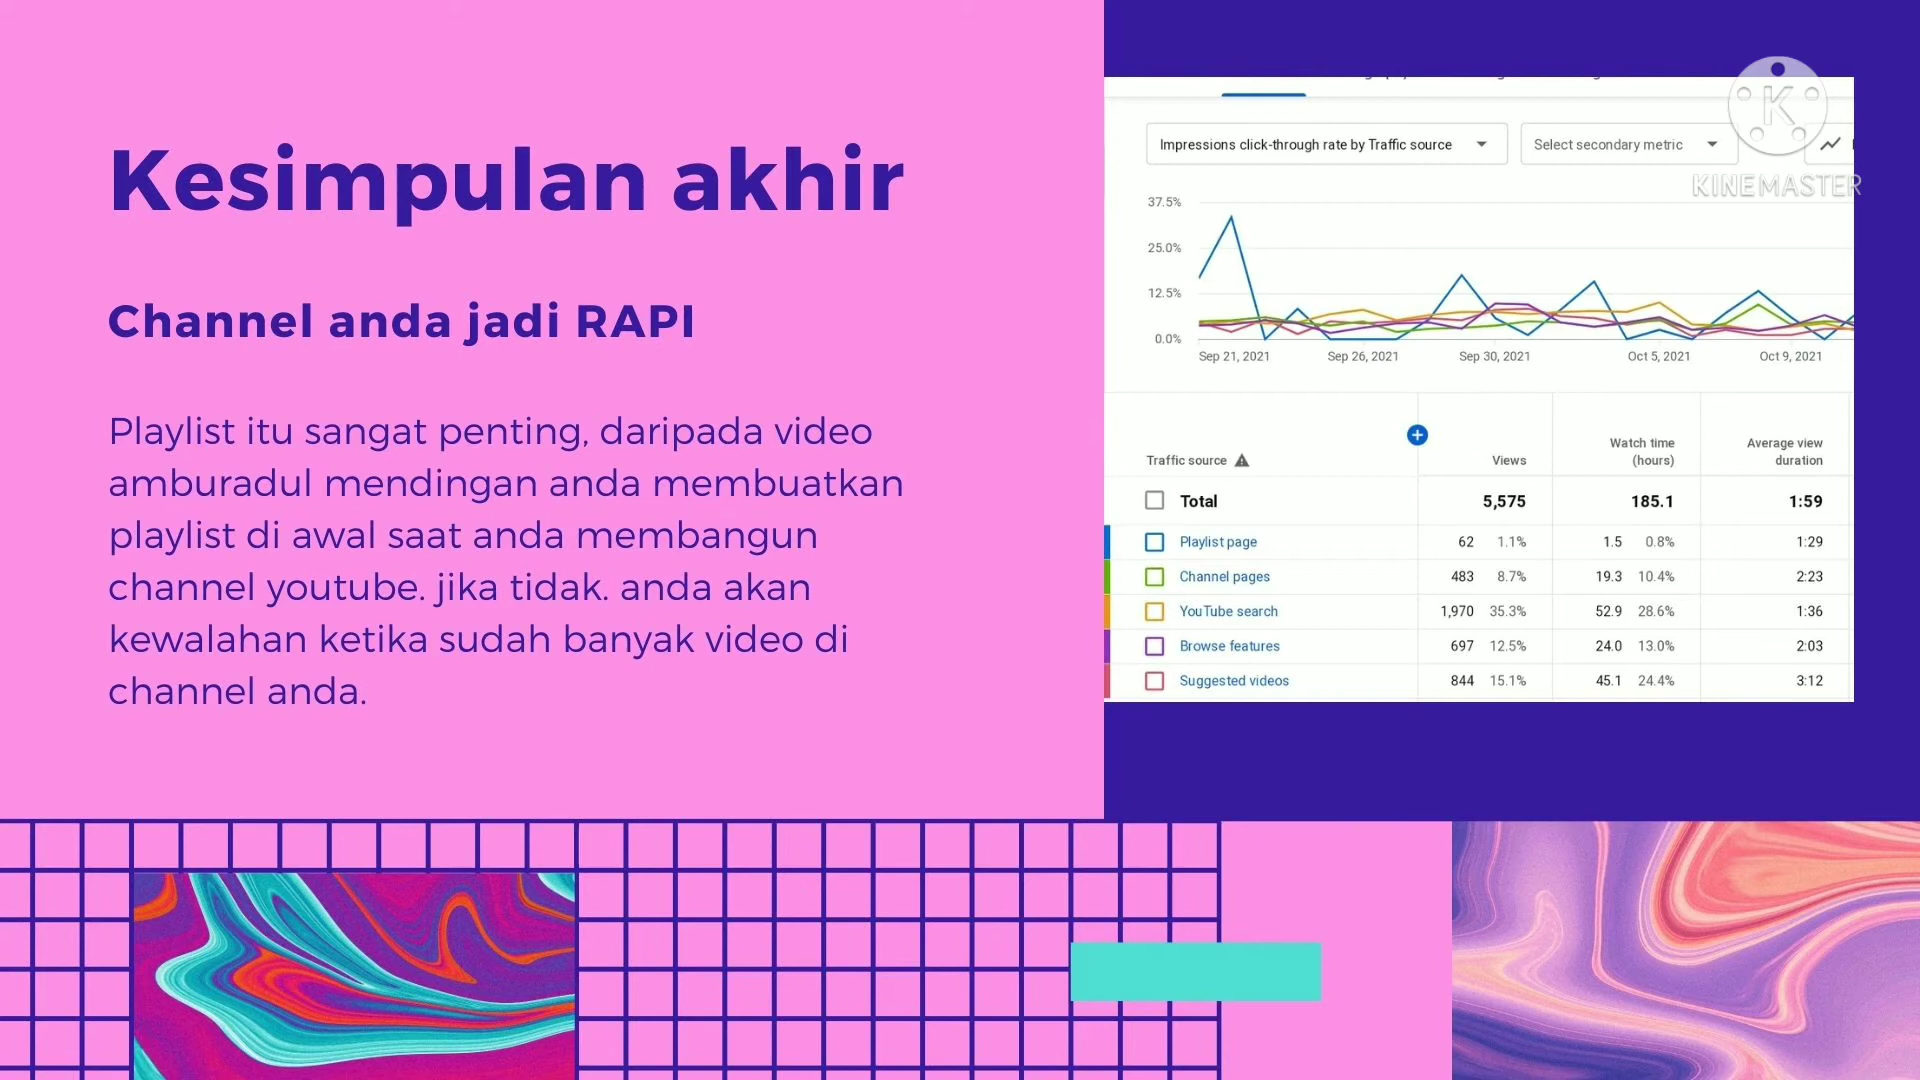 Kesimpulan akhir
Channel anda jadi RAPI
Playlist itu sangat penting, daripada video
amburadul mendingan anda membuatkan
playlist di awal saat anda membangun
channel youtube. jika tidak. anda akan
kewalahan ketika sudah banyak video di
channel anda.
Impressions click-through rate by Traffic source
Select secondary metric
K
KINEMASTER
37.5%
25.0%
12.5%
0.0%
Sep 21, 2021 Sep 26, 2021 Sep 30, 2021 Oct 5, 2021 Oct 9, 2021
Traffic source Views Watch time (hours) Average view duration
Total 5,575 185.1 1:59
Playlist page 62 1.1% 1.5 0.8% 1:29
Channel pages 483 8.7% 19.3 10.4% 2:23
YouTube search 1,970 35.3% 52.9 28.6% 1:36
Browse features 697 12.5% 24.0 13.0% 2:03
Suggested videos 844 15.1% 45.1 24.4% 3:12